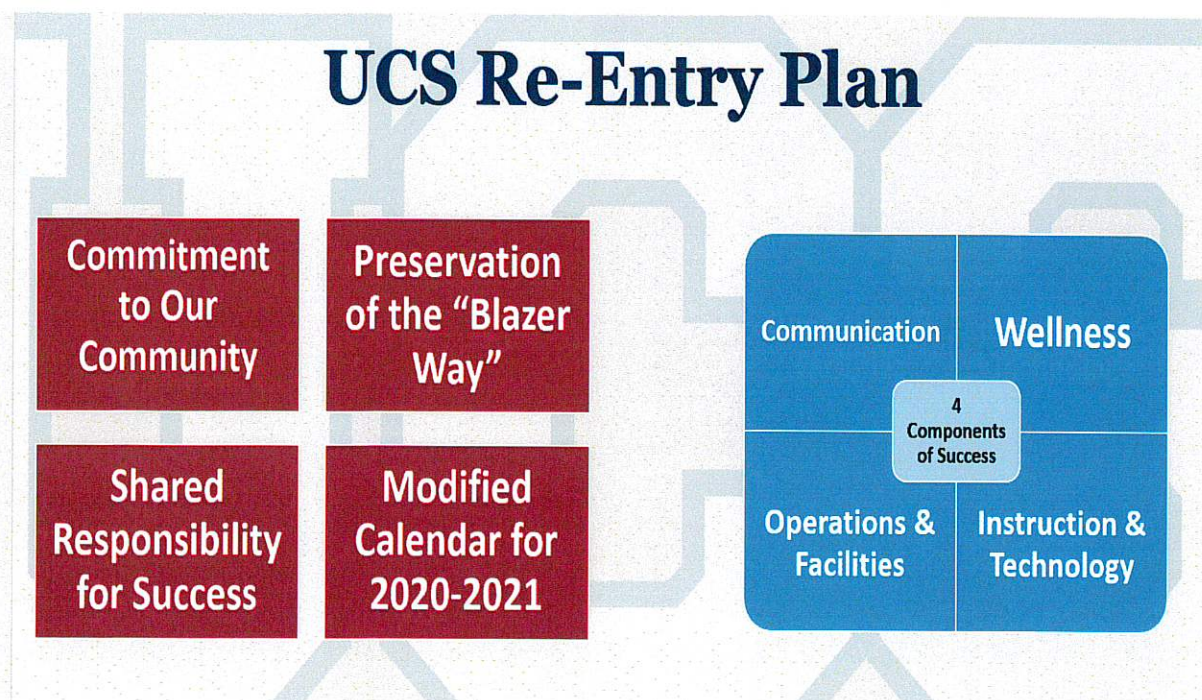 UCS Re-Entry Plan
Commitment
to Our
Community
Preservation
of the “Blazer
Way”
Shared
Responsibility
for Success
Modified
Calendar for
2020-2021
Communication
Wellness
4
Components
of Success
Operations &
Facilities
Instruction &
Technology